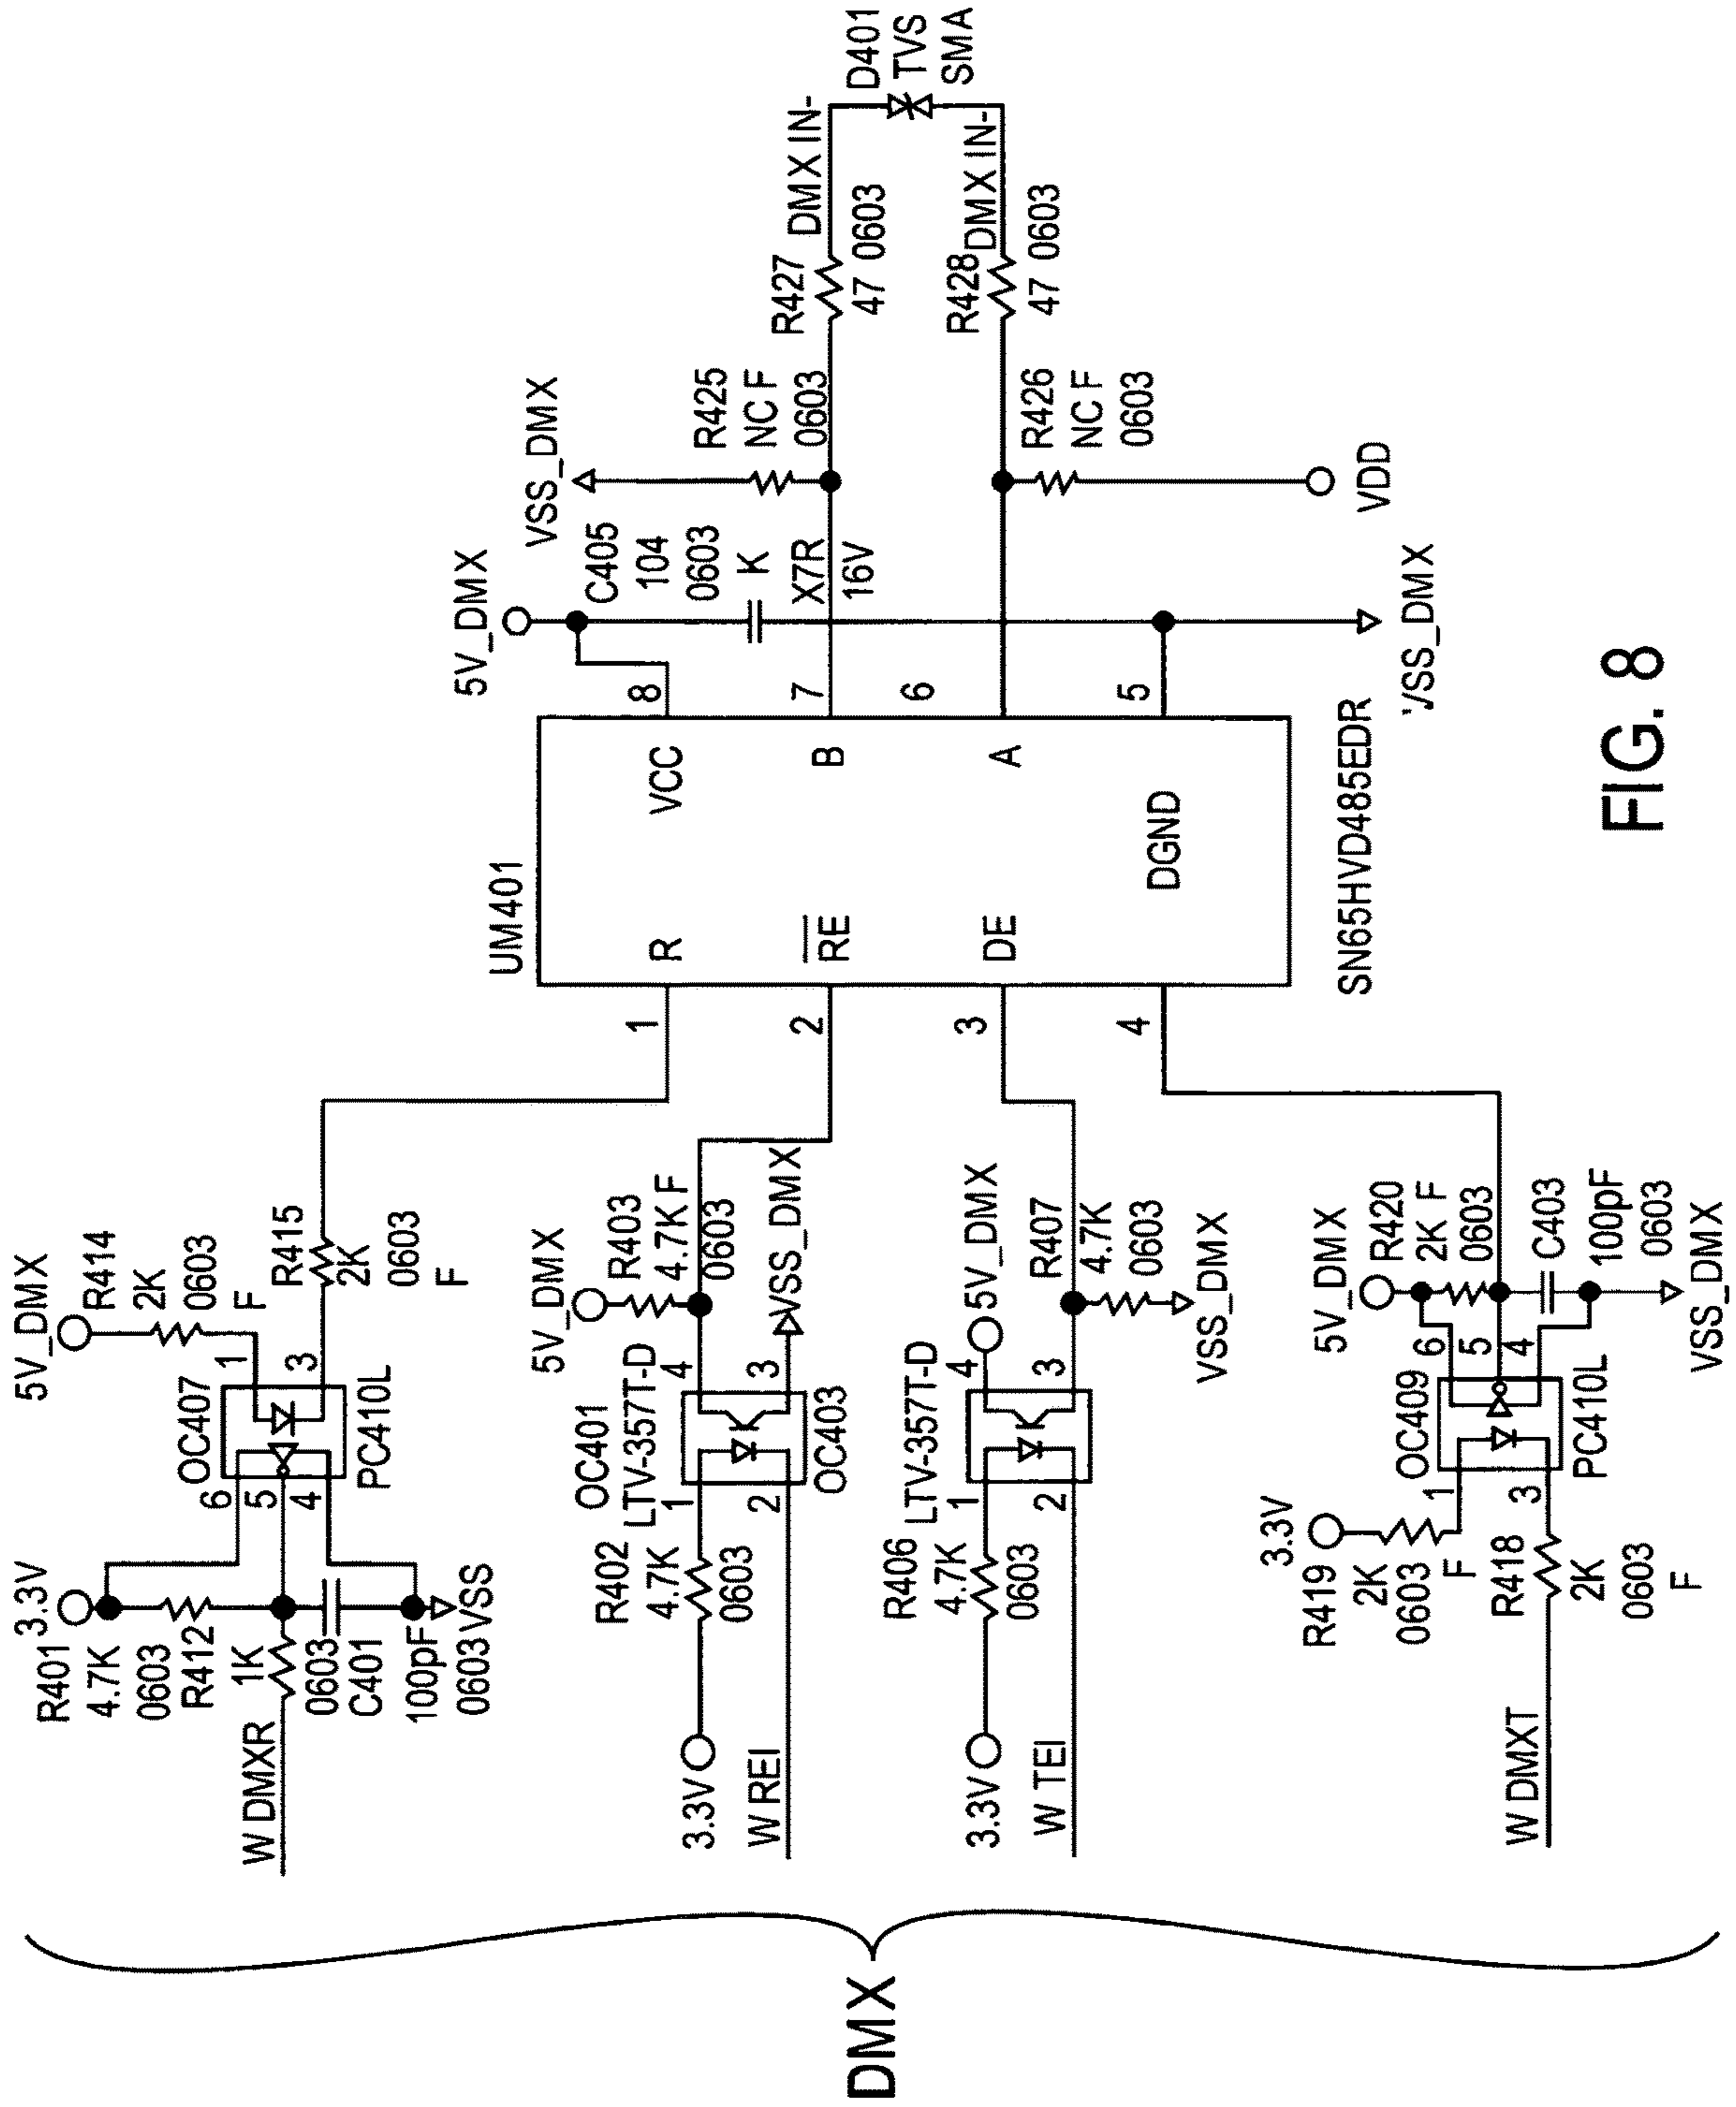 DMX
W DMXR
R401
4.7K
0603
3.3V
R412
1K
0603
C401
100pF
0603
VSS
6
5
4
OC407
PC410L
1
3
5V_DMX
R414
2K
0603
F
R415
2K
0603
F
3.3V
W REI
R402
4.7K
0603
1
2
OC401
LTV-357T-D
OC403
4
3
5V_DMX
R403
4.7K F
0603
VSS_DMX
3.3V
W TEI
R406
4.7K
0603
1
2
LTV-357T-D
4
3
5V_DMX
R407
4.7K
0603
VSS_DMX
W DMXT
3.3V
R419
2K
0603
F
R418
2K
0603
F
1
3
OC409
PC410L
6
5
4
5V_DMX
R420
2K F
0603
C403
100pF
0603
VSS_DMX
UM401
1
2
3
4
R
RE
DE
VCC
B
A
DGND
8
7
6
5
SN65HVD485EDR
5V_DMX
C405
104
0603
K
X7R
16V
VSS_DMX
VSS_DMX
R425
NC F
0603
R426
NC F
0603
VDD
R427
47 0603
R428
47 0603
DMX IN-
DMX IN-
D401
TVS
SMA
FIG. 8